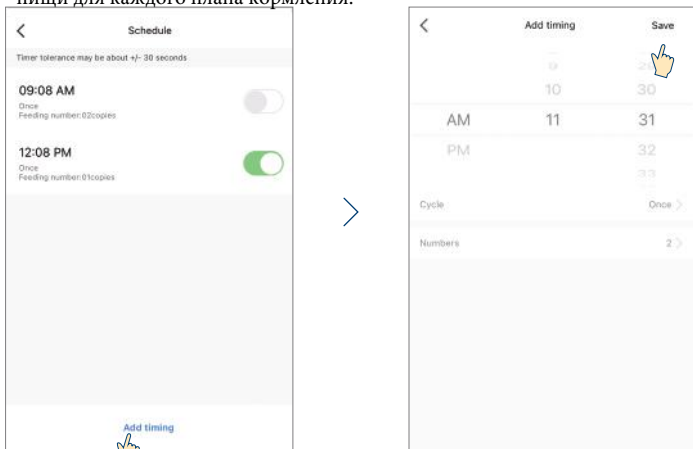 пищи для каждого плана кормления.
Schedule
Timer tolerance may be about +/- 30 seconds
09:08 AM
Once
Feeding number:02copies
12:08 PM
Once
Feeding number:01copies
Add timing
Add timing Save
9
10 30
AM 11 31
PM 32
33
Cycle Once
Numbers 2